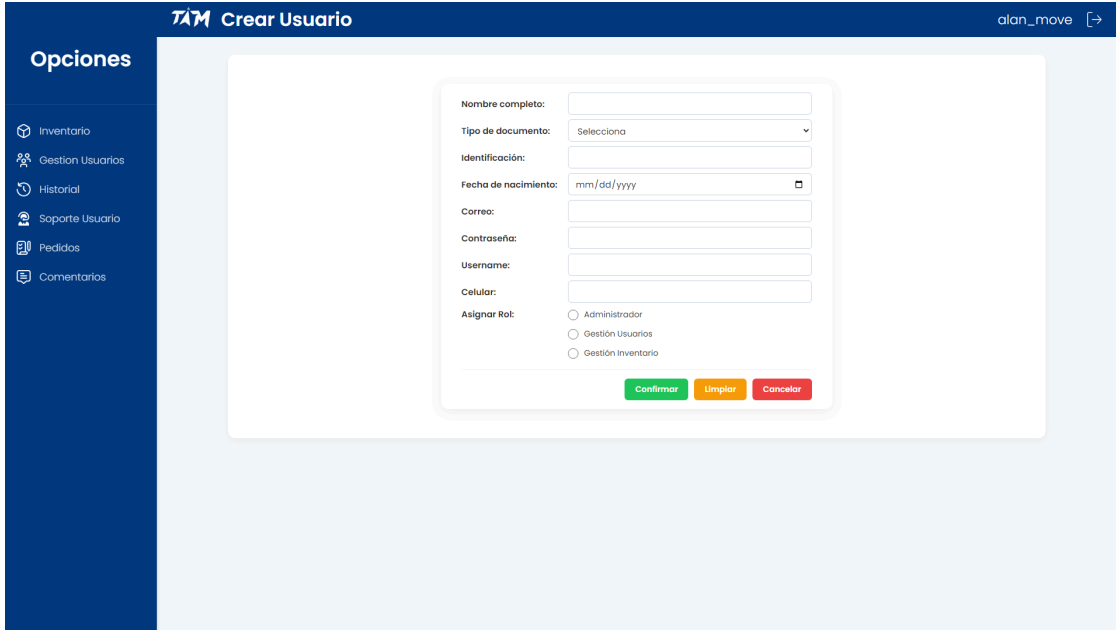 TAM Crear Usuario
alan_move
Opciones
Inventario
Gestion Usuarios
Historial
Soporte Usuario
Pedidos
Comentarios
Nombre completo:
Tipo de documento: Selecciona
Identificación:
Fecha de nacimiento: mm/dd/yyyy
Correo:
Contraseña:
Username:
Celular:
Asignar Rol: Administrador
Gestión Usuarios
Gestión Inventario
Confirmar Limpiar Cancelar